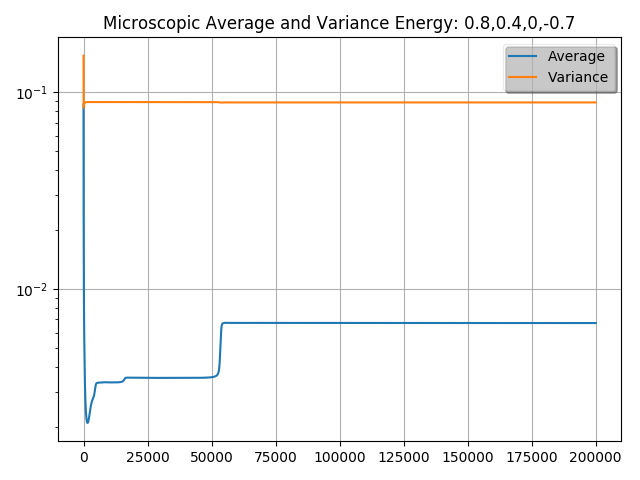 Microscopic Average and Variance Energy: 0.8,0.4,0,-0.7
Average
Variance
10⁻¹
10⁻²
0 25000 50000 75000 100000 125000 150000 175000 200000